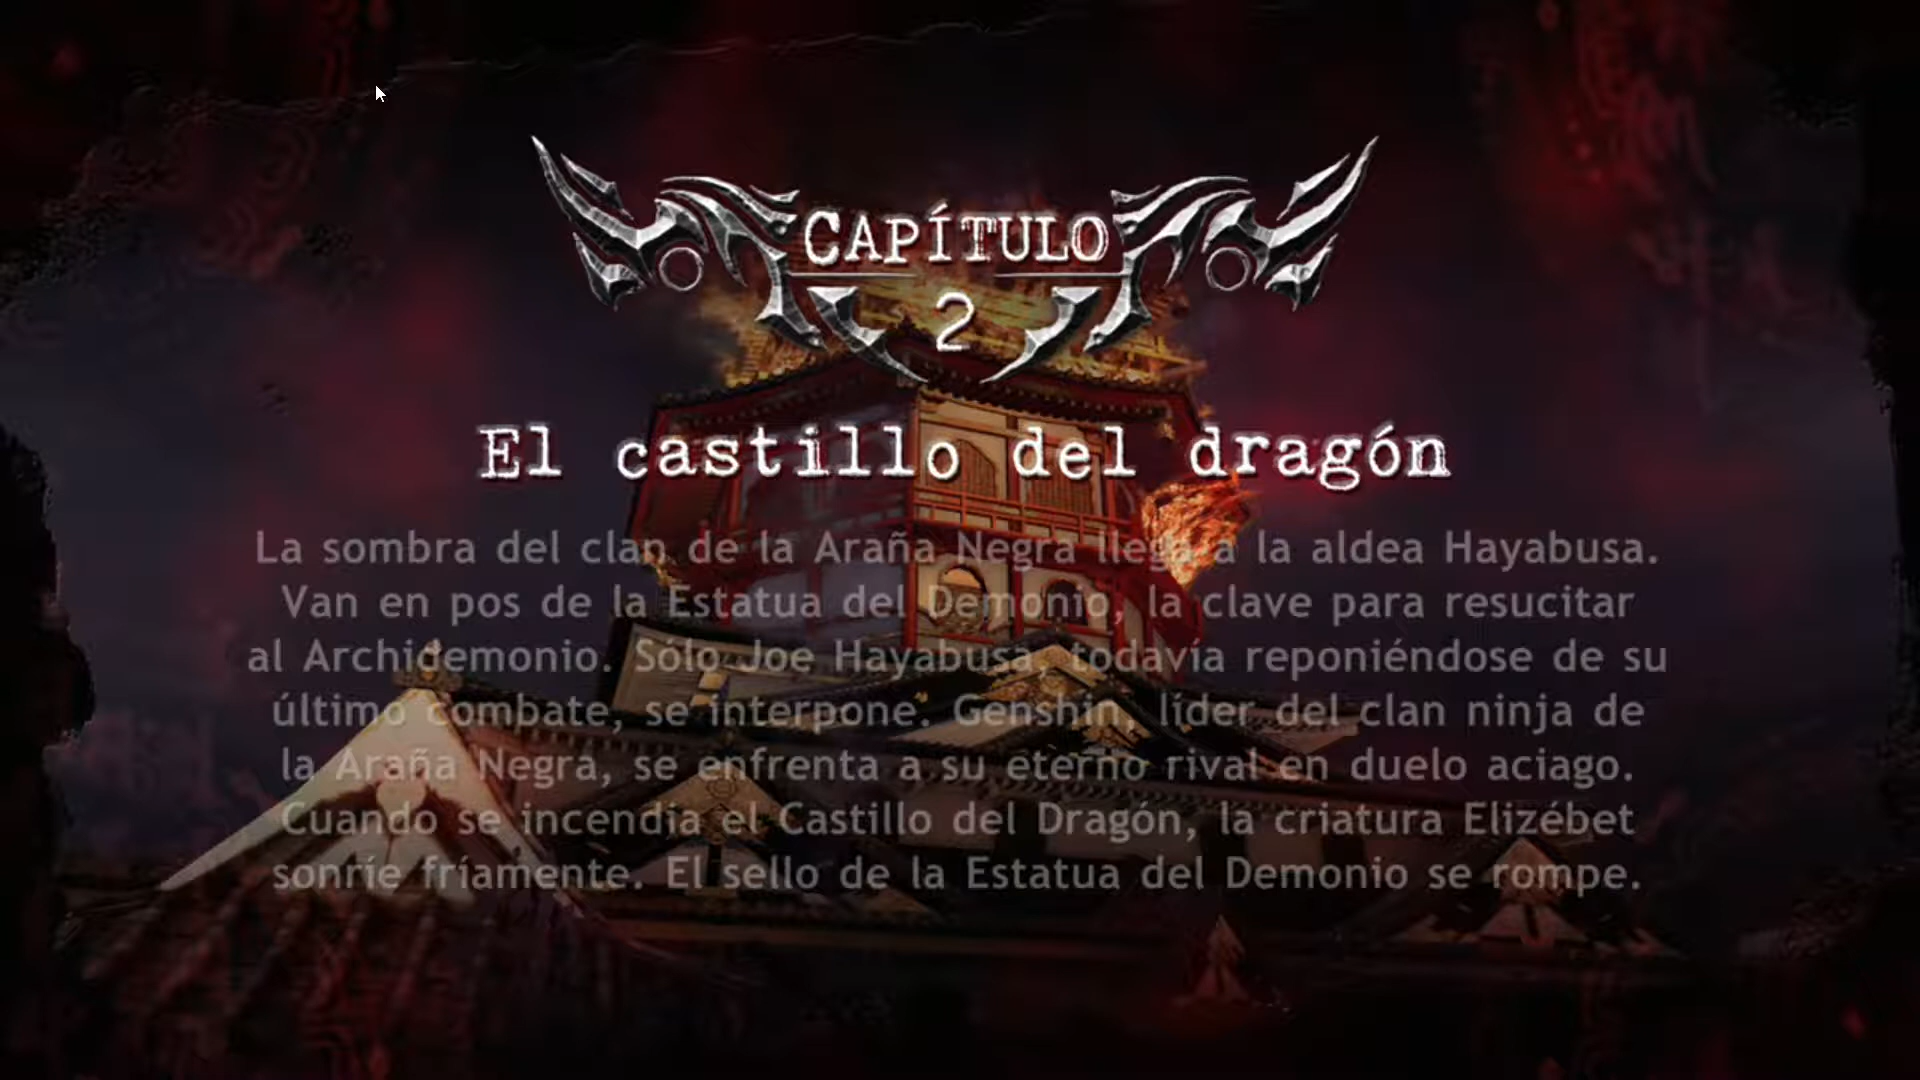 CAPÍTULO
2
El castillo del dragón
La sombra del clan de la Araña Negra llega a la aldea Hayabusa.
Van en pos de la Estatua del Demonio, la clave para resucitar
al Archidemonio. Sólo Joe Hayabusa, todavía reponiéndose de su
último combate, se interpone. Genshin, líder del clan ninja de
la Araña Negra, se enfrenta a su eterno rival en duelo aciago.
Cuando se incendia el Castillo del Dragón, la criatura Elizébet
sonríe fríamente. El sello de la Estatua del Demonio se rompe.